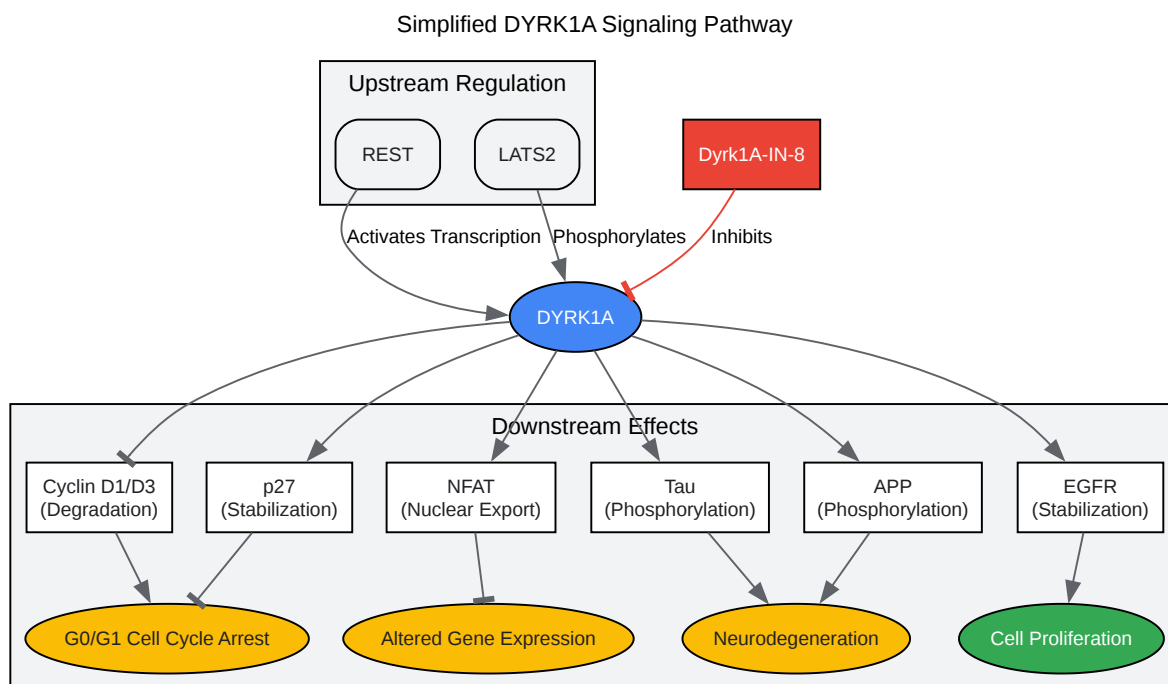 Simplified DYRK1A Signaling Pathway
Upstream Regulation
REST
LATS2
Dyrk1A-IN-8
Activates Transcription
Phosphorylates
Inhibits
DYRK1A
Downstream Effects
Cyclin D1/D3
(Degradation)
p27
(Stabilization)
NFAT
(Nuclear Export)
Tau
(Phosphorylation)
APP
(Phosphorylation)
EGFR
(Stabilization)
G0/G1 Cell Cycle Arrest
Altered Gene Expression
Neurodegeneration
Cell Proliferation